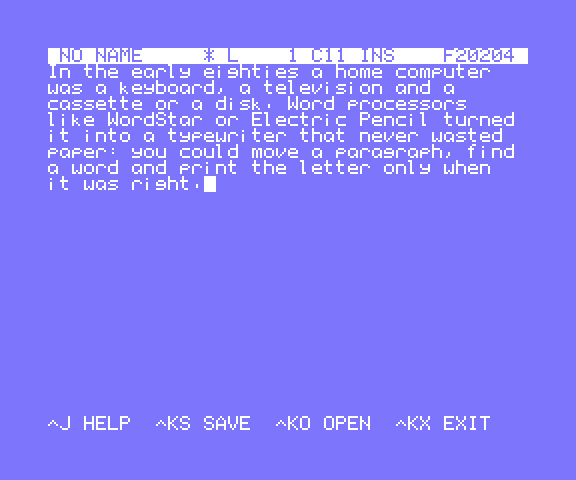 NO NAME * L 1 C11 INS F20204
In the early eighties a home computer
was a keyboard, a television and a
cassette or a disk. Word processors
like WordStar or Electric Pencil turned
it into a typewriter that never wasted
paper: you could move a paragraph, find
a word and print the letter only when
it was right.
^J HELP ^KS SAVE ^KO OPEN ^KX EXIT